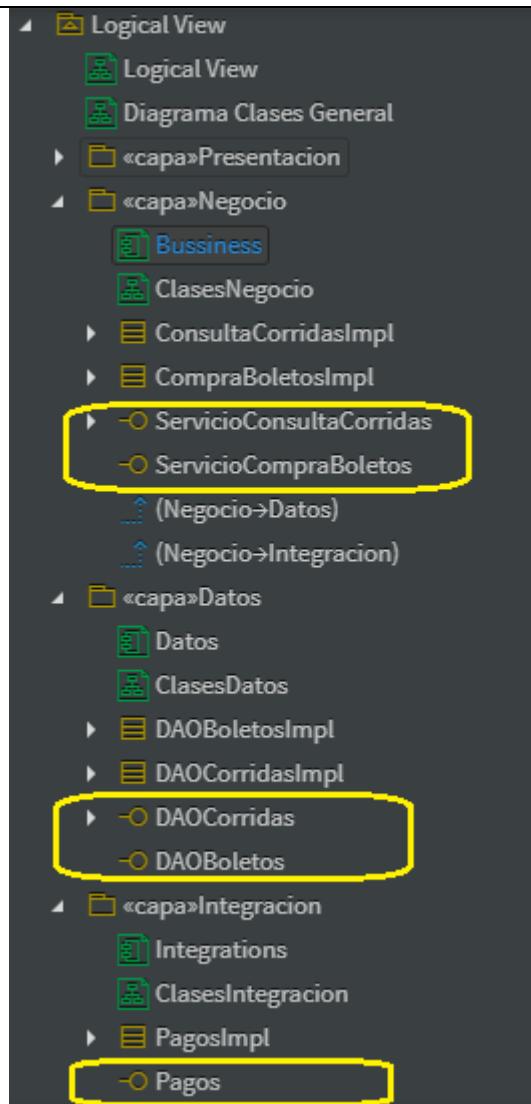 Logical View
Logical View
Diagrama Clases General
«capa»Presentacion
«capa»Negocio
Bussiness
ClasesNegocio
ConsultaCorridasImpl
CompraBoletosImpl
ServicioConsultaCorridas
ServicioCompraBoletos
(Negocio→Datos)
(Negocio→Integracion)
«capa»Datos
Datos
ClasesDatos
DAOBoletosImpl
DAOCorridasImpl
DAOCorridas
DAOBoletos
«capa»Integracion
Integrations
ClasesIntegracion
PagosImpl
Pagos